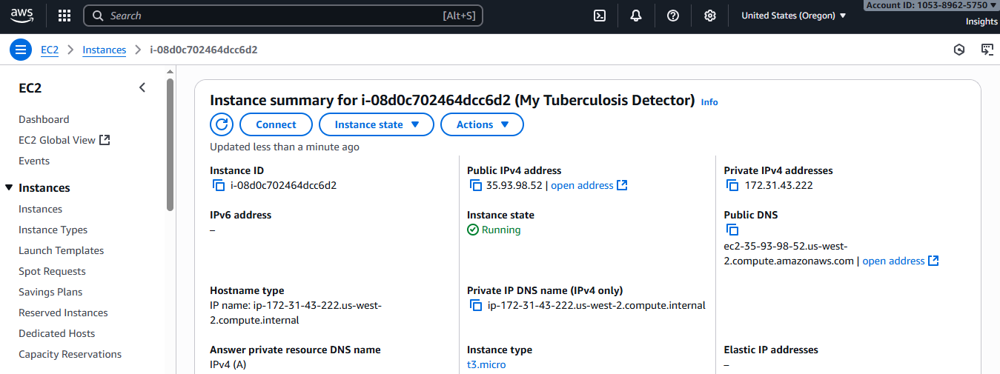 aws
Search [Alt+S]
United States (Oregon)
Account ID: 1053-8962-5750
Insights
EC2 Instances i-08d0c702464dcc6d2
EC2
Dashboard
EC2 Global View
Events
Instances
Instances
Instance Types
Launch Templates
Spot Requests
Savings Plans
Reserved Instances
Dedicated Hosts
Capacity Reservations
Instance summary for i-08d0c702464dcc6d2 (My Tuberculosis Detector) Info
Connect Instance state Actions
Updated less than a minute ago
Instance ID
i-08d0c702464dcc6d2
Public IPv4 address
35.93.98.52 | open address
Private IPv4 addresses
172.31.43.222
IPv6 address
–
Instance state
Running
Public DNS
ec2-35-93-98-52.us-west-
2.compute.amazonaws.com | open address
Hostname type
IP name: ip-172-31-43-222.us-west-
2.compute.internal
Private IP DNS name (IPv4 only)
ip-172-31-43-222.us-west-2.compute.internal
Answer private resource DNS name
IPv4 (A)
Instance type
t3.micro
Elastic IP addresses
–